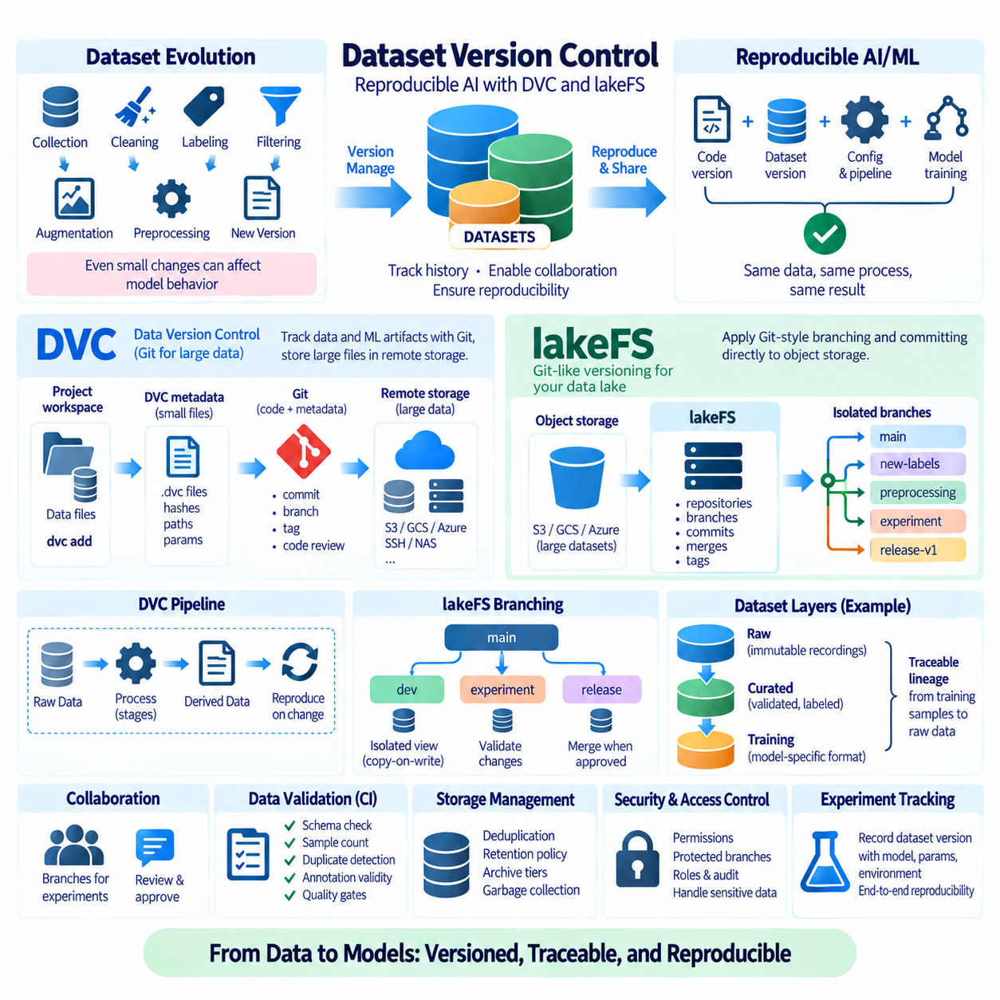 Dataset Evolution
Collection
Cleaning
Labeling
Filtering
Augmentation
Preprocessing
New Version
Even small changes can affect
model behavior
Dataset Version Control
Reproducible AI with DVC and lakeFS
Version
Manage
DATASETS
Reproduce
& Share
Track history • Enable collaboration
Ensure reproducibility
Reproducible AI/ML
</>
+
+
+
Code
version
Dataset
version
Config
& pipeline
Model
training
Same data, same process,
same result
DVC
Data Version Control
(Git for large data)
Track data and ML artifacts with Git,
store large files in remote storage.
Project
workspace
Data files
dvc add
DVC metadata
(small files)
.dvc files
hashes
paths
params
Git
(code + metadata)
• commit
• branch
• tag
• code review
Remote storage
(large data)
S3 / GCS / Azure
SSH / NAS
...
lakeFS
Git-like versioning for
your data lake
Apply Git-style branching and committing
directly to object storage.
Object storage
S3 / GCS / Azure
(large datasets)
lakeFS
• repositories
• branches
• commits
• merges
• tags
Isolated branches
main
new-labels
preprocessing
experiment
release-v1
DVC Pipeline
Raw Data
Process
(stages)
Derived Data
Reproduce
on change
lakeFS Branching
main
dev
experiment
release
Isolated view
(copy-on-write)
Validate
changes
Merge when
approved
Dataset Layers (Example)
Raw
(immutable recordings)
Curated
(validated, labeled)
Training
(model-specific format)
Traceable
lineage
from training
samples to
raw data
Collaboration
Branches for
experiments
Review &
approve
Data Validation (CI)
Schema check
Sample count
Duplicate detection
Annotation validity
Quality gates
Storage Management
Deduplication
Retention policy
Archive tiers
Garbage collection
Security & Access Control
Permissions
Protected branches
Roles & audit
Handle sensitive data
Experiment Tracking
Record dataset version
with model, params,
environment
End-to-end reproducibility
From Data to Models: Versioned, Traceable, and Reproducible